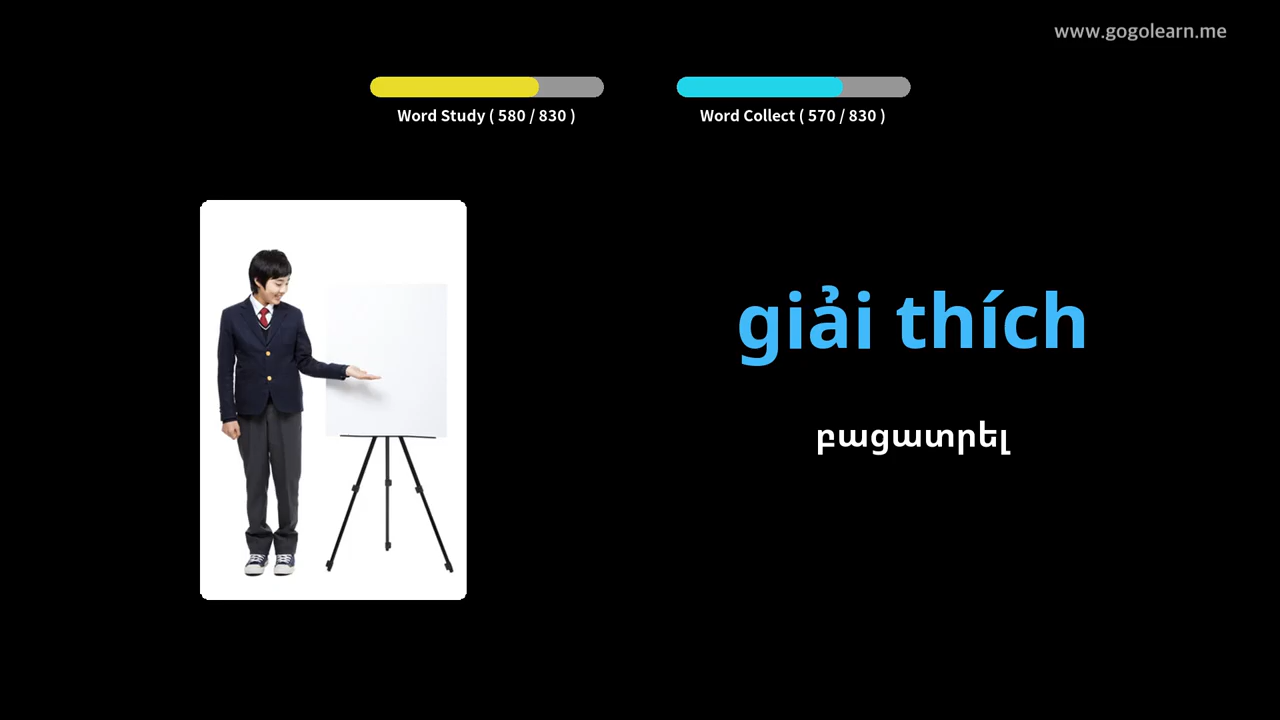 www.gogolearn.me
Word Study ( 580 / 830 )
Word Collect ( 570 / 830 )
giải thích
բացատրել